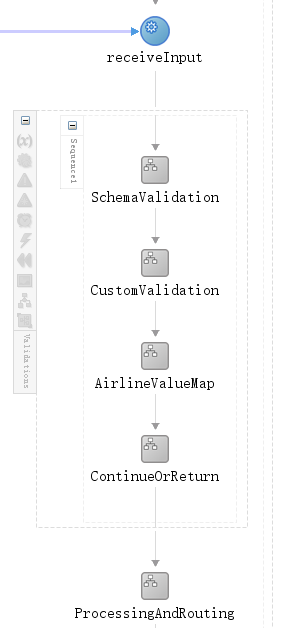 receiveInput
Sequence1
SchemaValidation
CustomValidation
AirlineValueMap
ContinueOrReturn
(x)
Validations
ProcessingAndRouting